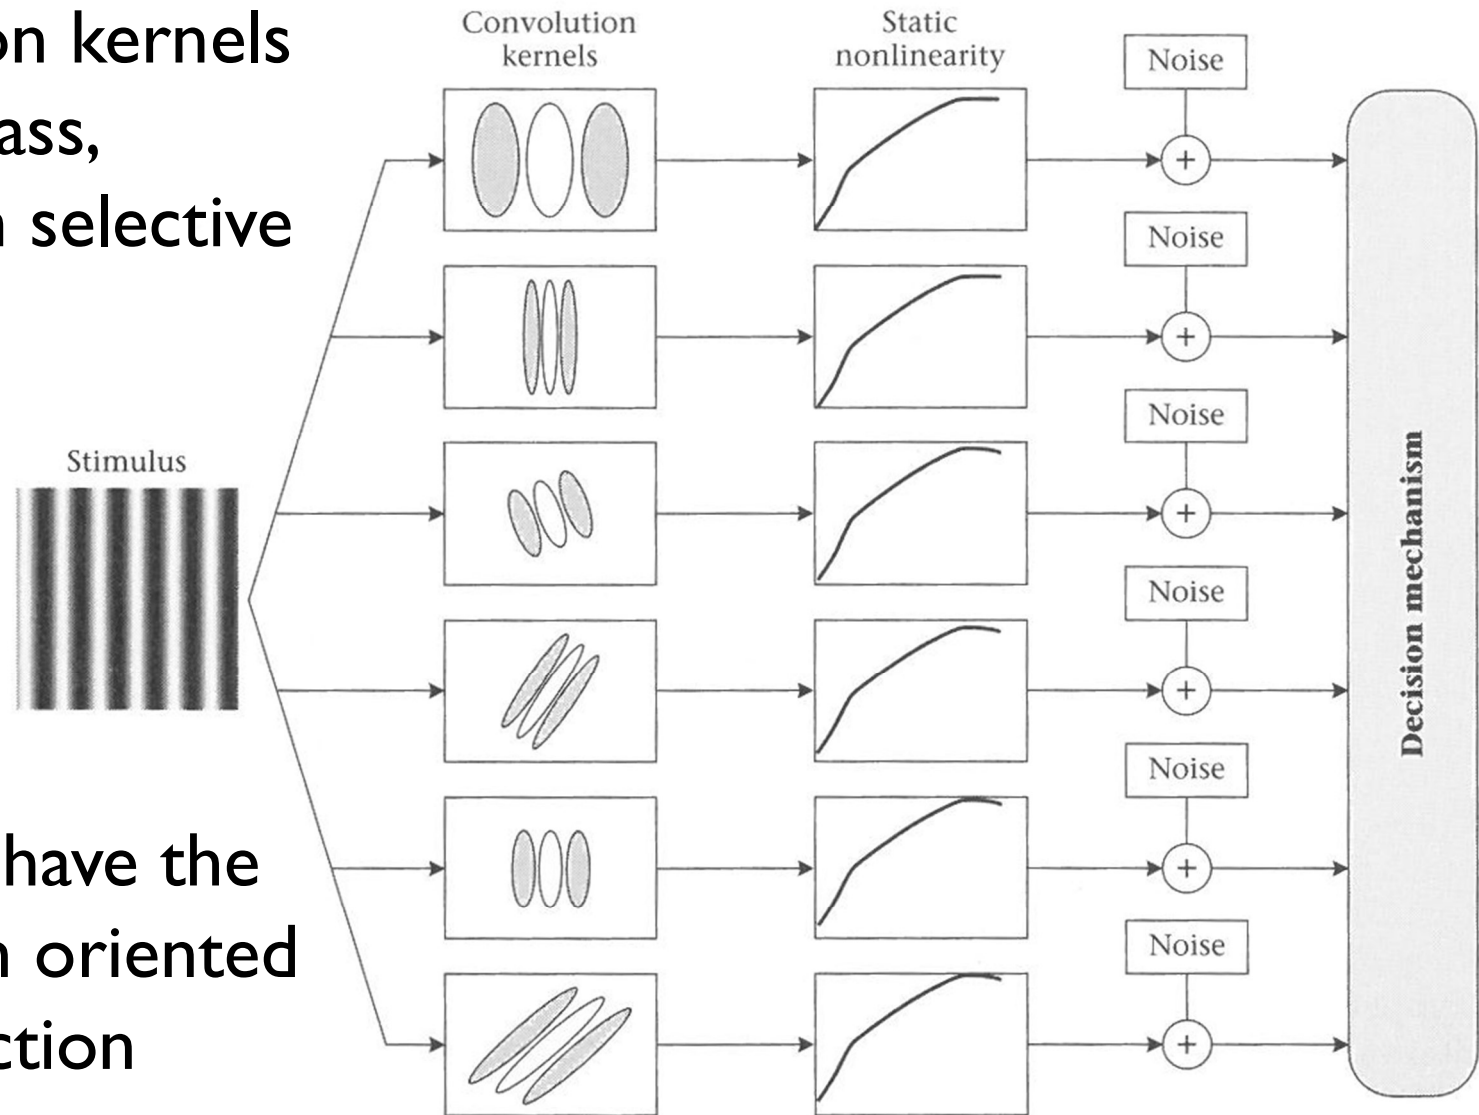 on kernels
ass,
n selective
have the
n oriented
ction
Stimulus
Convolution
kernels
Static
nonlinearity
Noise
+
Noise
+
Noise
+
Noise
+
Noise
+
Noise
+
Decision mechanism